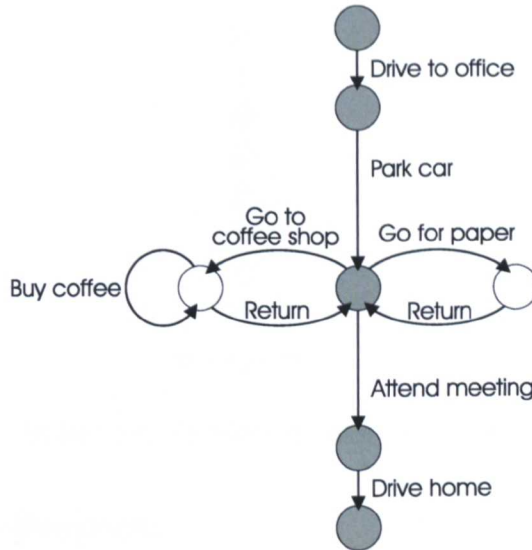 Drive to office
Park car
Go to
coffee shop
Go for paper
Buy coffee
Return
Return
Attend meeting
Drive home